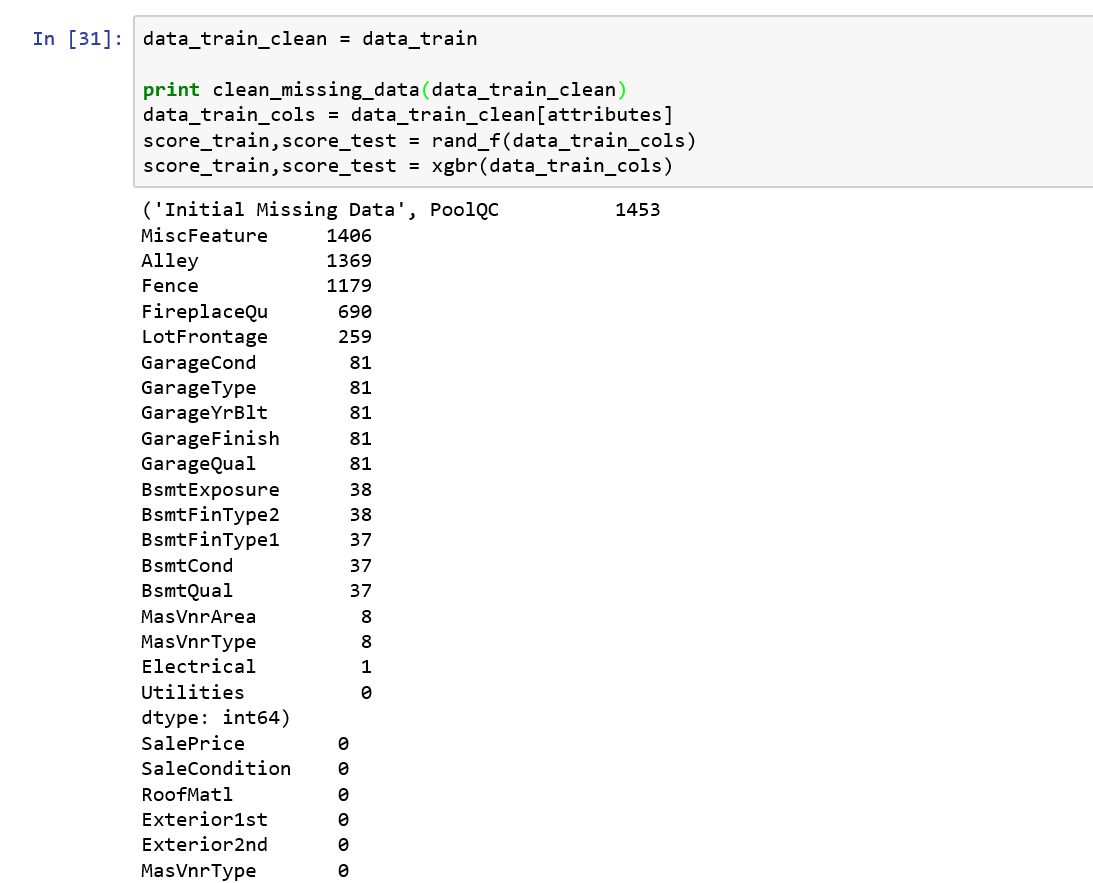 In [31]: data_train_clean = data_train
print clean_missing_data(data_train_clean)
data_train_cols = data_train_clean[attributes]
score_train,score_test = rand_f(data_train_cols)
score_train,score_test = xgbr(data_train_cols)
('Initial Missing Data', PoolQC          1453
MiscFeature     1406
Alley           1369
Fence           1179
FireplaceQu      690
LotFrontage      259
GarageCond        81
GarageType        81
GarageYrBlt       81
GarageFinish      81
GarageQual        81
BsmtExposure      38
BsmtFinType2      38
BsmtFinType1      37
BsmtCond          37
BsmtQual          37
MasVnrArea         8
MasVnrType         8
Electrical         1
Utilities          0
dtype: int64)
SalePrice        0
SaleCondition    0
RoofMatl         0
Exterior1st      0
Exterior2nd      0
MasVnrType       0